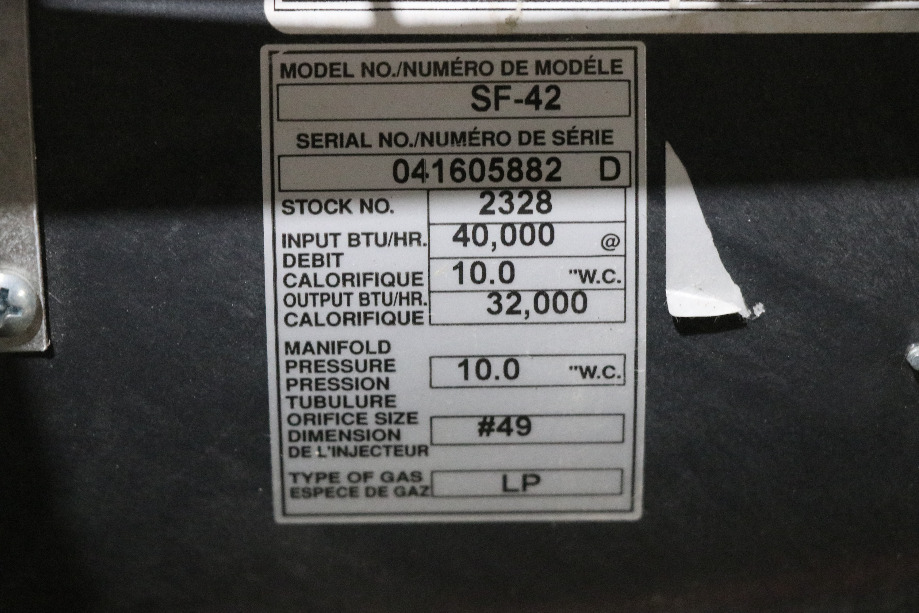 MODEL NO./NUMÉRO DE MODÉLE
SF-42
SERIAL NO./NUMÉRO DE SÉRIE
041605882 D
STOCK NO. 2328
INPUT BTU/HR. 40,000 @
DEBIT
CALORIFIQUE 10.0 "W.C.
OUTPUT BTU/HR. 32,000
CALORIFIQUE
MANIFOLD
PRESSURE 10.0 "W.C.
PRESSION
TUBULURE
ORIFICE SIZE #49
DIMENSION
DE L'INJECTEUR
TYPE OF GAS LP
ESPECE DE GAZ